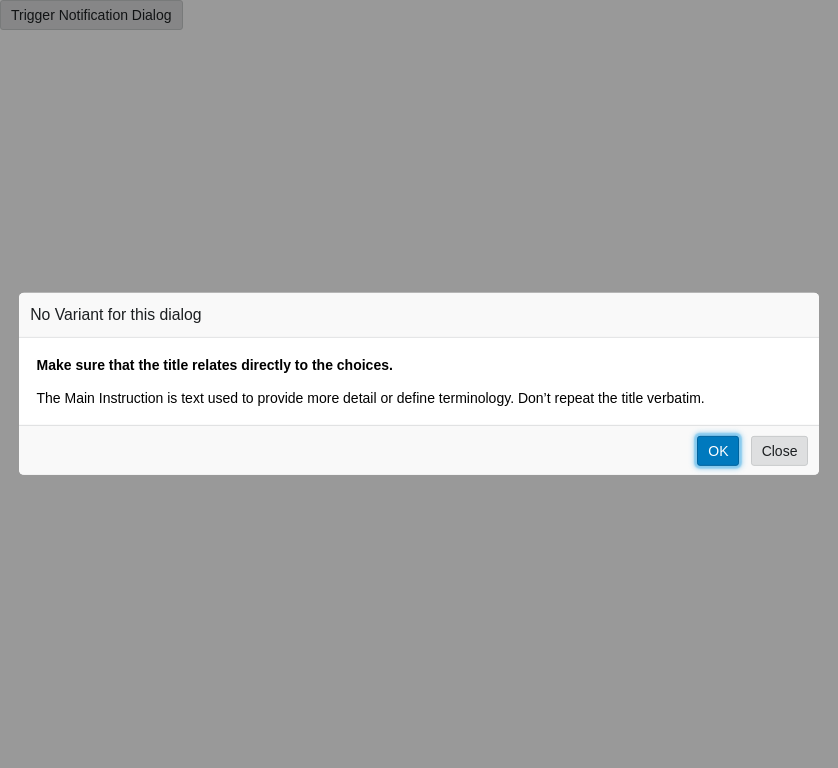 Trigger Notification Dialog
No Variant for this dialog
Make sure that the title relates directly to the choices.
The Main Instruction is text used to provide more detail or define terminology. Don’t repeat the title verbatim.
OK Close